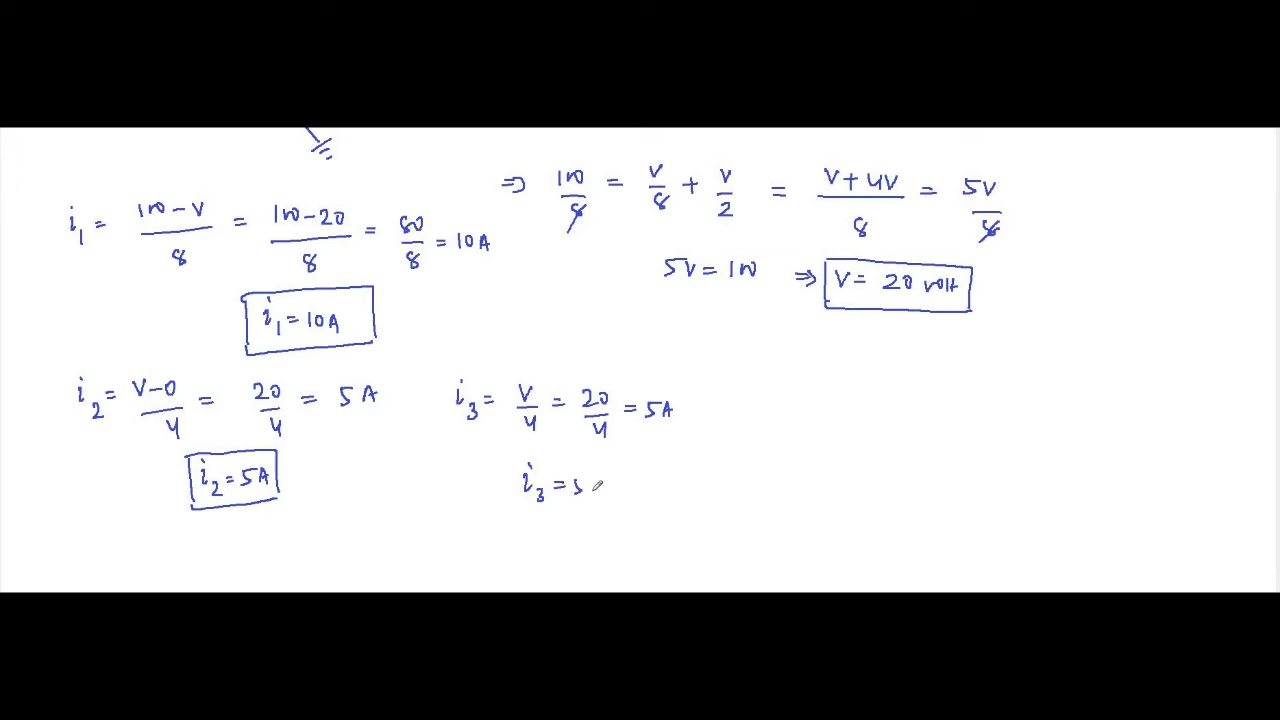 ⇒ 100/8 = V/8 + V/2 = (V+4V)/8 = 5V/8
i₁ = (100-V)/8 = (100-20)/8 = 80/8 = 10A
5V = 100 ⇒ V = 20 volt
i₁ = 10A
i₂ = (V-0)/4 = 20/4 = 5A
i₃ = V/4 = 20/4 = 5A
i₂ = 5A
i₃ = 5